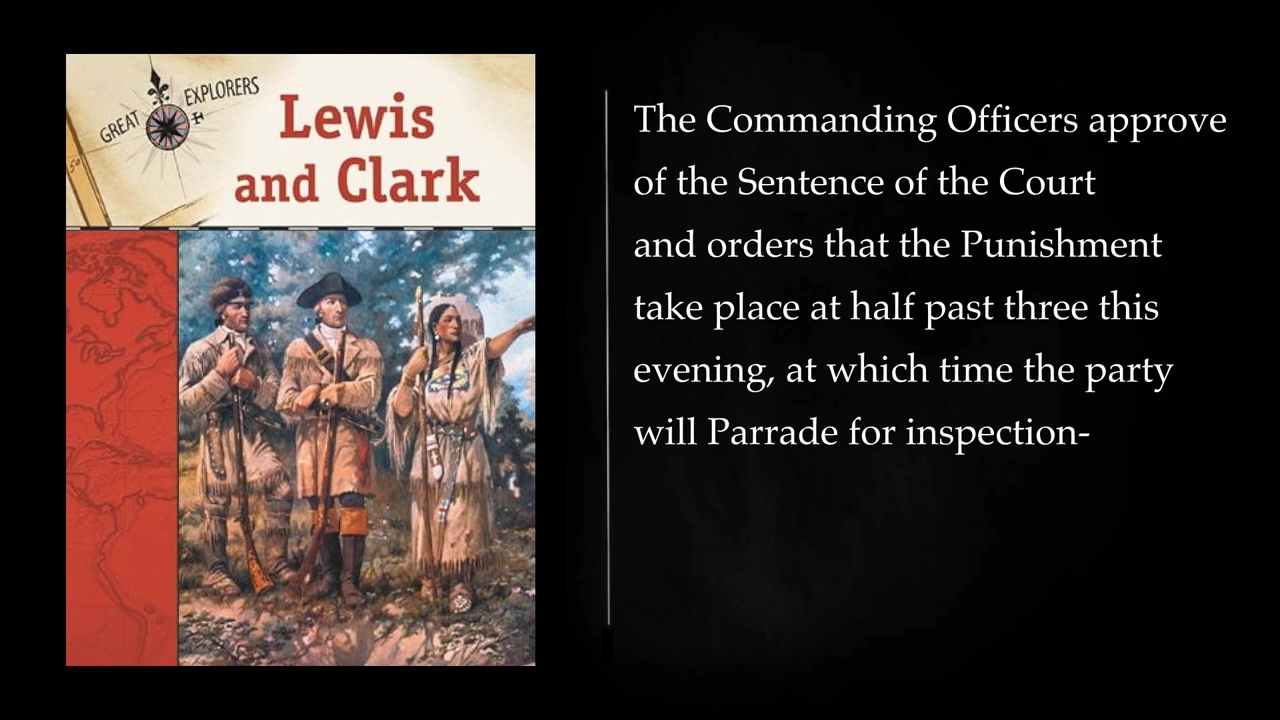 GREAT EXPLORERS
Lewis
and Clark
50
The Commanding Officers approve
of the Sentence of the Court
and orders that the Punishment
take place at half past three this
evening, at which time the party
will Parrade for inspection-